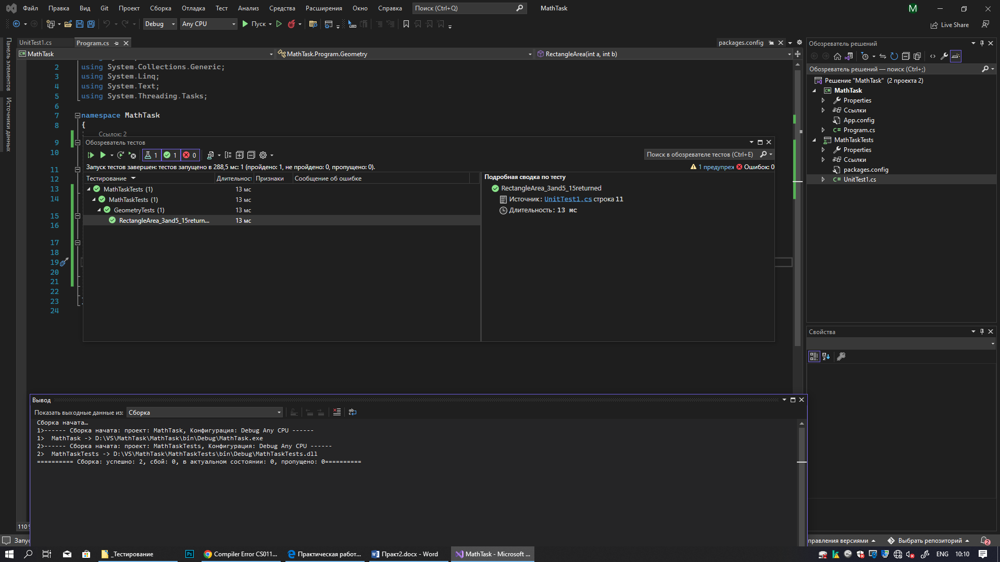 Файл Правка Вид Git Проект Сборка Отладка Тест Анализ Средства Расширения Окно Справка Поиск (Ctrl+Q) MathTask M
Debug Any CPU Пуск Live Share
Панель элементов
Источники данных
UnitTest1.cs Program.cs packages.config
MathTask MathTask.Program.Geometry RectangleArea(int a, int b)
2 using System.Collections.Generic;
3 using System.Linq;
4 using System.Text;
5 using System.Threading.Tasks;
6
7 namespace MathTask
8 {
Ссылок: 2
9
10
11
12
13
14
15
16
17
18
19
20
21
22
23
24
Обозреватель тестов
1 1 0 Поиск в обозревателе тестов (Ctrl+E)
Запуск тестов завершен: тестов запущено в 288,5 мс: 1 (пройдено: 1, не пройдено: 0, пропущено: 0). 1 предупреж Ошибок: 0
Тестирование Длительност Признаки Сообщение об ошибке
MathTaskTests (1) 13 мс
MathTaskTests (1) 13 мс
GeometryTests (1) 13 мс
RectangleArea_3and5_15return... 13 мс
Подробная сводка по тесту
RectangleArea_3and5_15returned
Источник: UnitTest1.cs строка 11
Длительность: 13 мс
Вывод
Показать выходные данные из: Сборка
Сборка начата…
1>------ Сборка начата: проект: MathTask, Конфигурация: Debug Any CPU ------
1>  MathTask -> D:\VS\MathTask\MathTask\bin\Debug\MathTask.exe
2>------ Сборка начата: проект: MathTaskTests, Конфигурация: Debug Any CPU ------
2>  MathTaskTests -> D:\VS\MathTask\MathTaskTests\bin\Debug\MathTaskTests.dll
========== Сборка: успешно: 2, сбой: 0, в актуальном состоянии: 0, пропущено: 0==========
110 %
Обозреватель решений
Обозреватель решений — поиск (Ctrl+;)
Решение "MathTask" (2 проекта 2)
MathTask
Properties
Ссылки
App.config
Program.cs
MathTaskTests
Properties
Ссылки
packages.config
UnitTest1.cs
Свойства
Запус правления версиями Выбрать репозиторий 2
_Тестирование Compiler Error CS011... Практическая работ... Практ2.docx - Word MathTask - Microsoft ... ENG 10:10